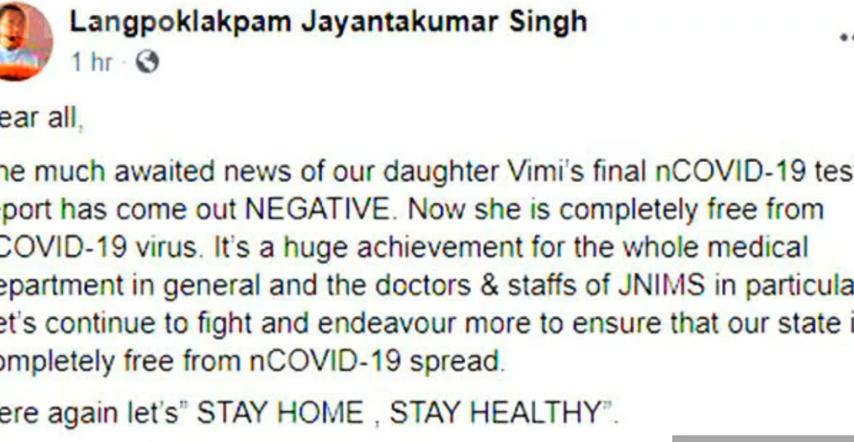 Langpoklakpam Jayantakumar Singh
1 hr ·
ear all,
he much awaited news of our daughter Vimi's final nCOVID-19 tes
port has come out NEGATIVE. Now she is completely free from
COVID-19 virus. It's a huge achievement for the whole medical
epartment in general and the doctors & staffs of JNIMS in particula
et's continue to fight and endeavour more to ensure that our state i
ompletely free from nCOVID-19 spread.
ere again let's" STAY HOME , STAY HEALTHY".